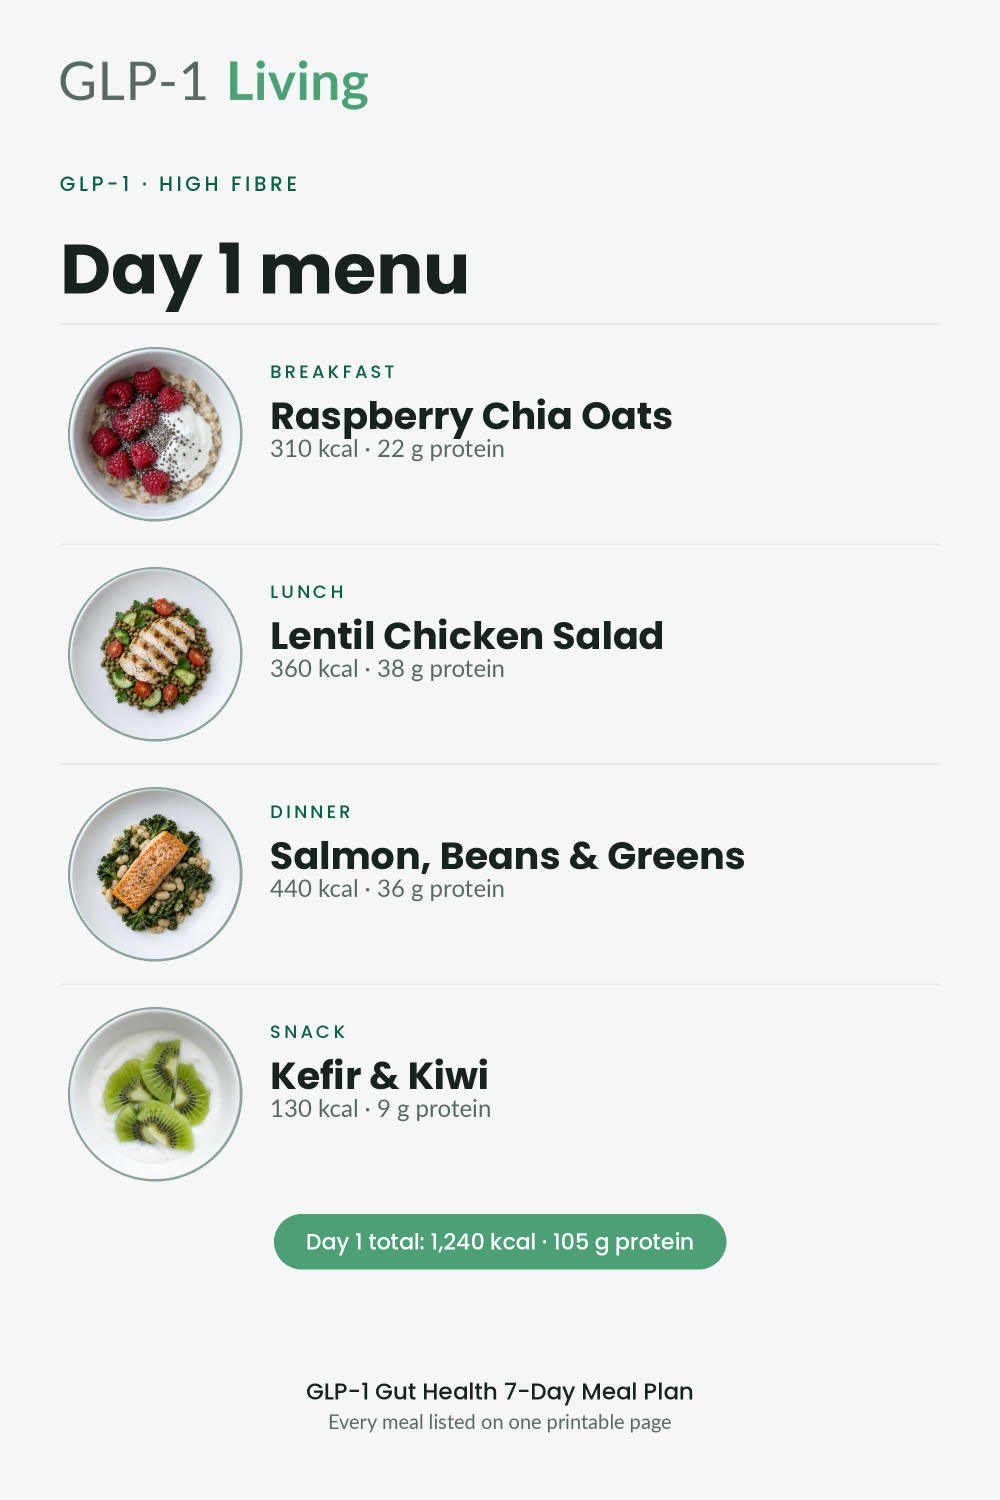 GLP-1 Living
GLP-1 · HIGH FIBRE
Day 1 menu
BREAKFAST
Raspberry Chia Oats
310 kcal · 22 g protein
LUNCH
Lentil Chicken Salad
360 kcal · 38 g protein
DINNER
Salmon, Beans & Greens
440 kcal · 36 g protein
SNACK
Kefir & Kiwi
130 kcal · 9 g protein
Day 1 total: 1,240 kcal · 105 g protein
GLP-1 Gut Health 7-Day Meal Plan
Every meal listed on one printable page